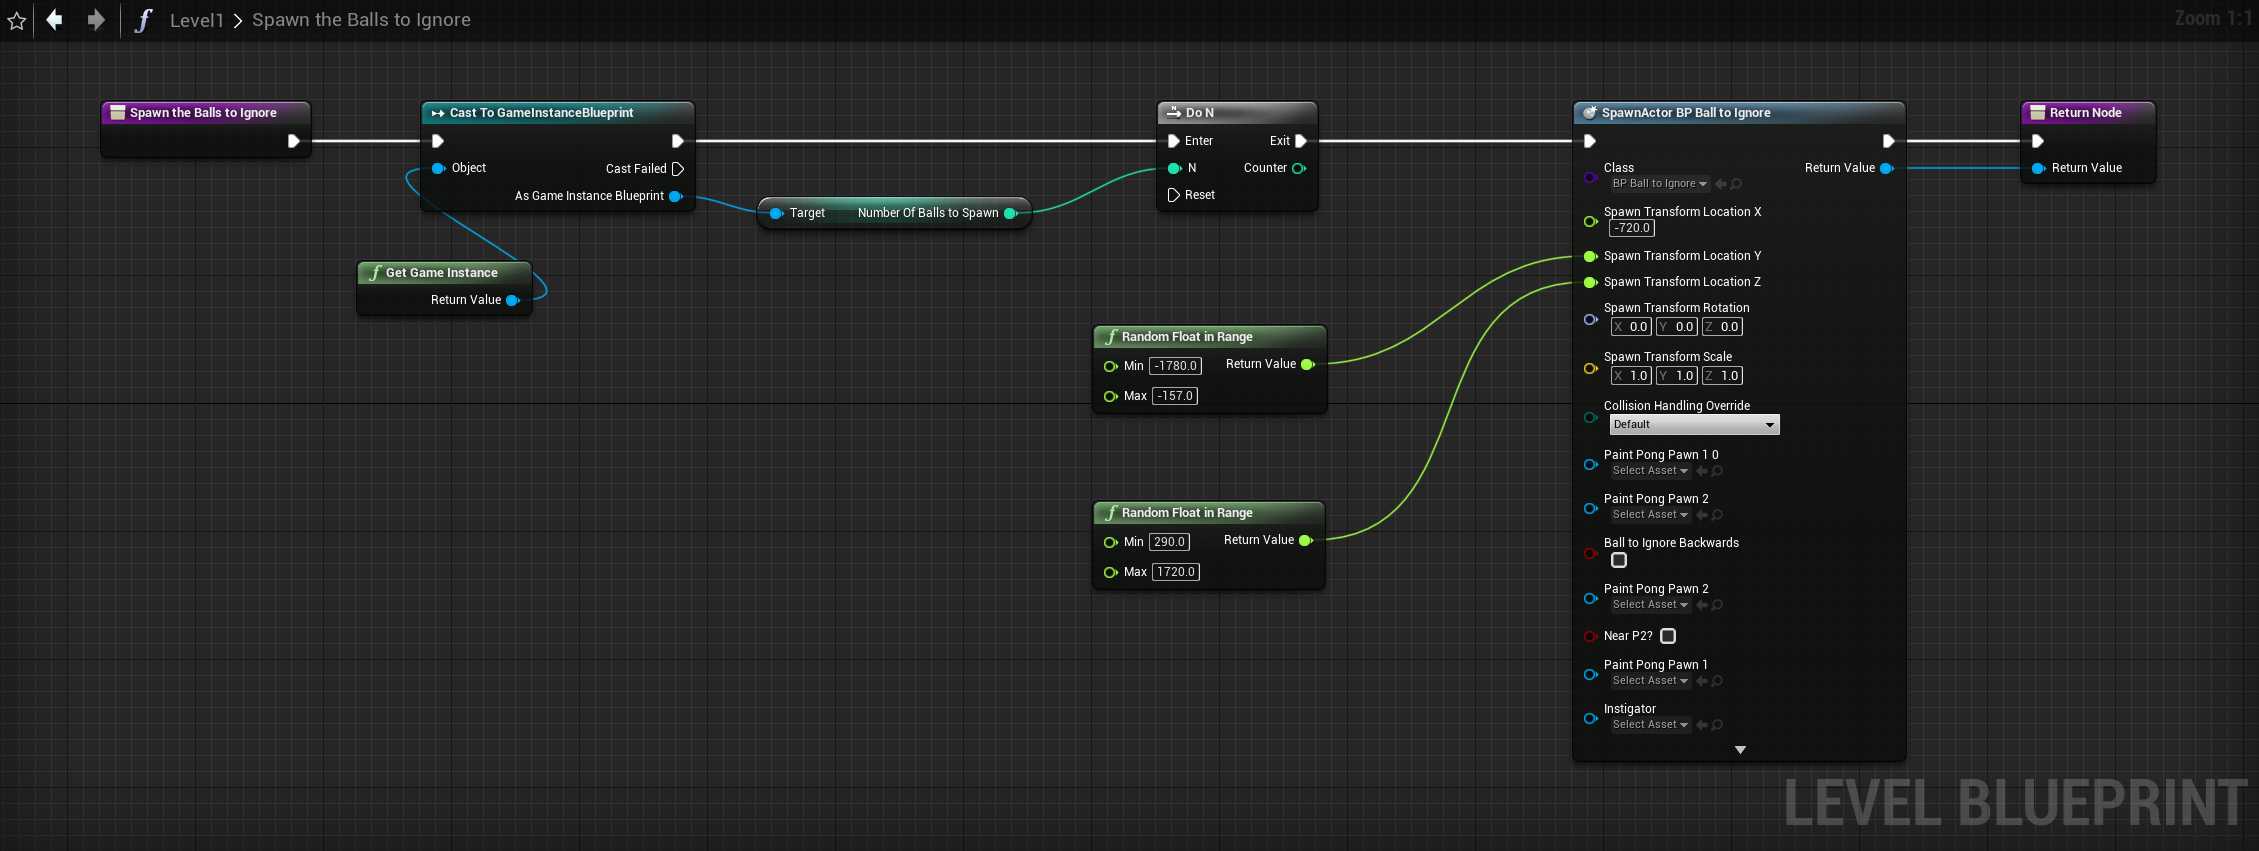 Level1 > Spawn the Balls to Ignore
Zoom 1:1
Spawn the Balls to Ignore
Cast To GameInstanceBlueprint
Object
Cast Failed
As Game Instance Blueprint
Get Game Instance
Return Value
Target Number Of Balls to Spawn
Do N
Enter Exit
N Counter
Reset
Random Float in Range
Min -1780.0 Return Value
Max -157.0
Random Float in Range
Min 290.0 Return Value
Max 1720.0
SpawnActor BP Ball to Ignore
Class Return Value
BP Ball to Ignore
Spawn Transform Location X
-720.0
Spawn Transform Location Y
Spawn Transform Location Z
Spawn Transform Rotation
X 0.0 Y 0.0 Z 0.0
Spawn Transform Scale
X 1.0 Y 1.0 Z 1.0
Collision Handling Override
Default
Paint Pong Pawn 1 0
Select Asset
Paint Pong Pawn 2
Select Asset
Ball to Ignore Backwards
Paint Pong Pawn 2
Select Asset
Near P2?
Paint Pong Pawn 1
Select Asset
Instigator
Select Asset
Return Node
Return Value
LEVEL BLUEPRINT